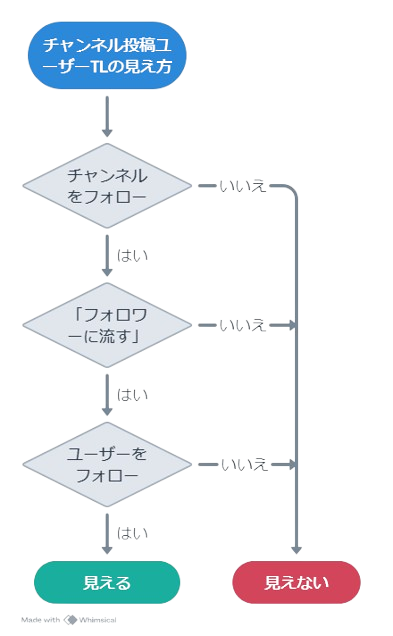 チャンネル投稿ユ
ーザーTLの見え方
チャンネル
をフォロー
いいえ
はい
「フォロワ
ーに流す」
いいえ
はい
ユーザーを
フォロー
いいえ
はい
見える
見えない
Made with Whimsical